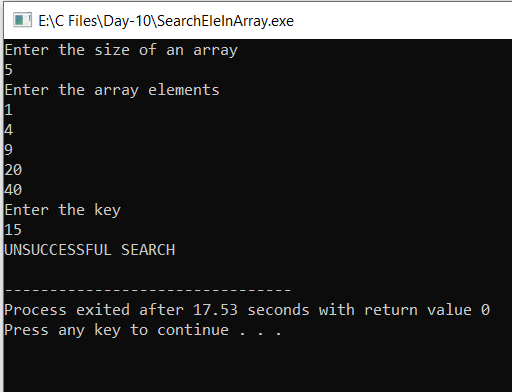 E:\C Files\Day-10\SearchEleInArray.exe
Enter the size of an array
5
Enter the array elements
1
4
9
20
40
Enter the key
15
UNSUCCESSFUL SEARCH
--------------------------------
Process exited after 17.53 seconds with return value 0
Press any key to continue . . .